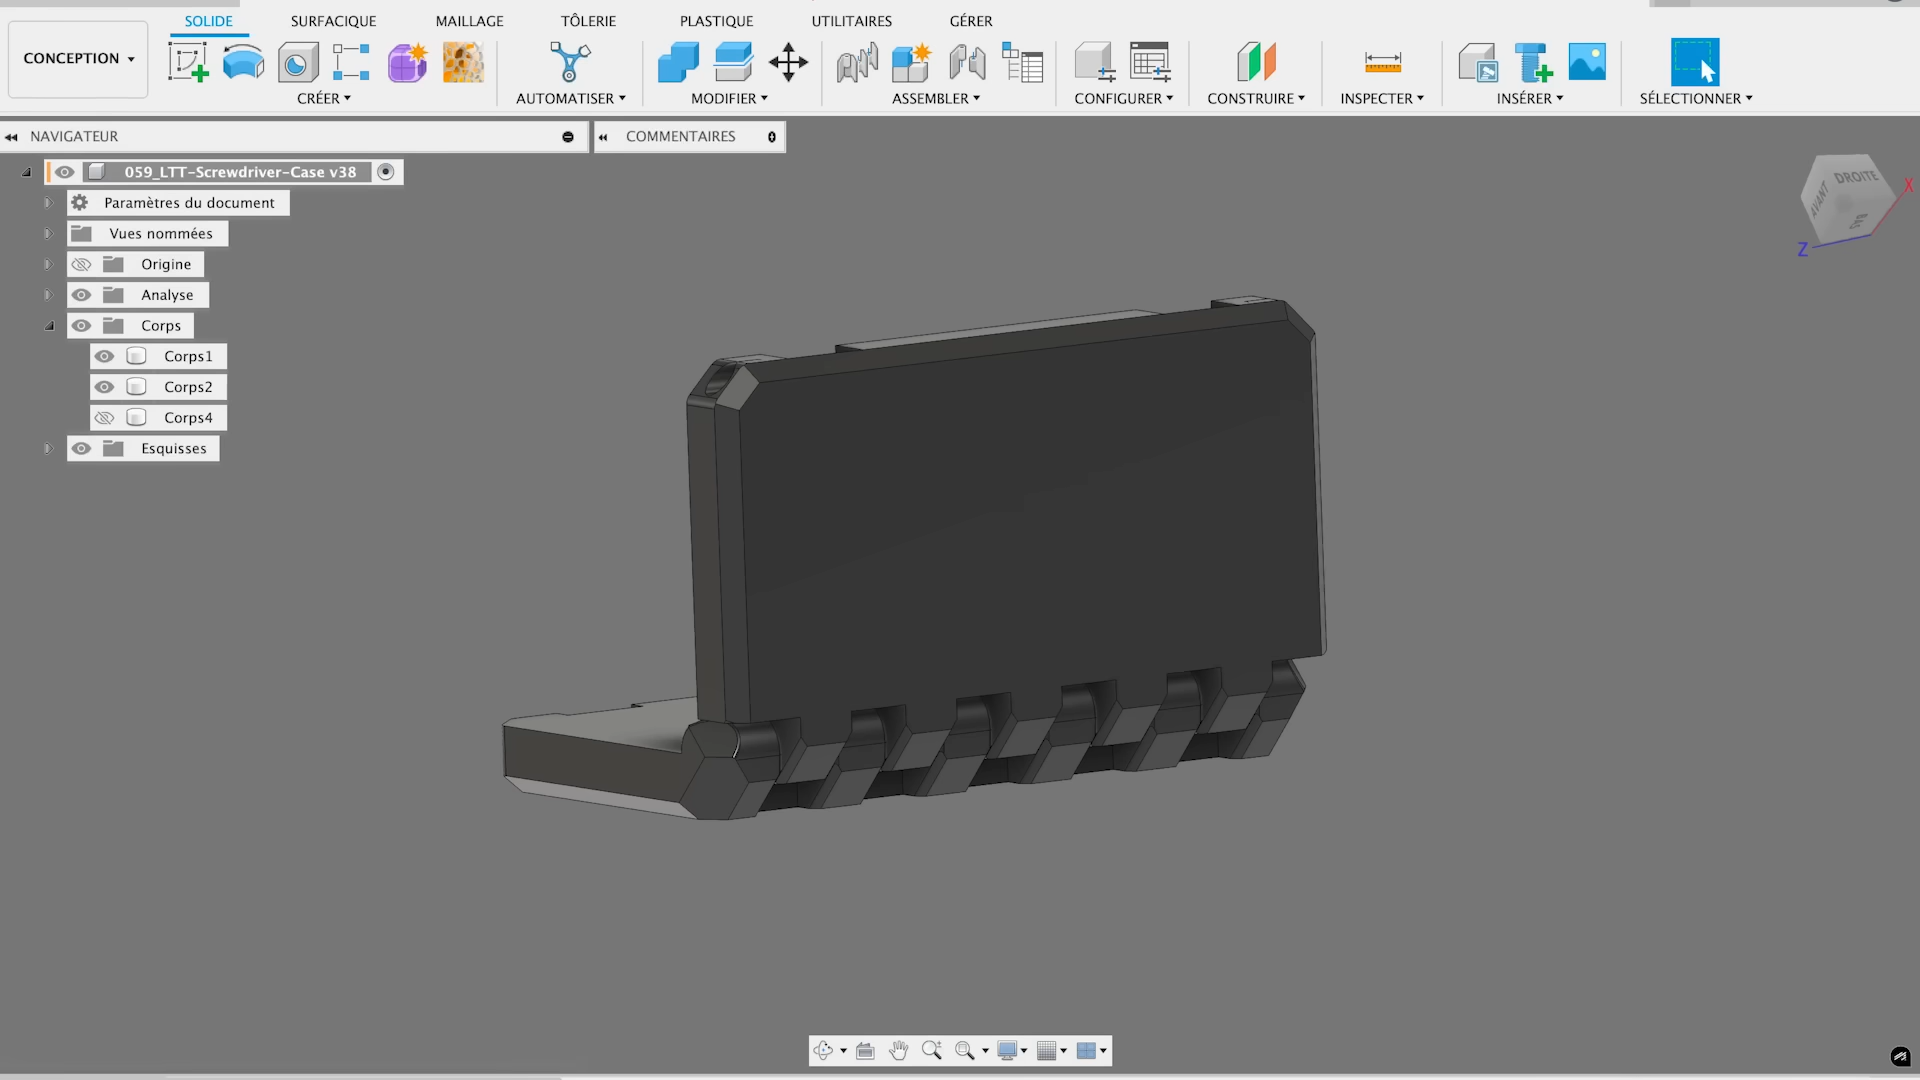 SOLIDE SURFACIQUE MAILLAGE TÔLERIE PLASTIQUE UTILITAIRES GÉRER
CONCEPTION
CRÉER AUTOMATISER MODIFIER ASSEMBLER CONFIGURER CONSTRUIRE INSPECTER INSÉRER SÉLECTIONNER
NAVIGATEUR COMMENTAIRES
059_LTT-Screwdriver-Case v38
Paramètres du document
Vues nommées
Origine
Analyse
Corps
Corps1
Corps2
Corps4
Esquisses
AVANT DROITE
X
Z